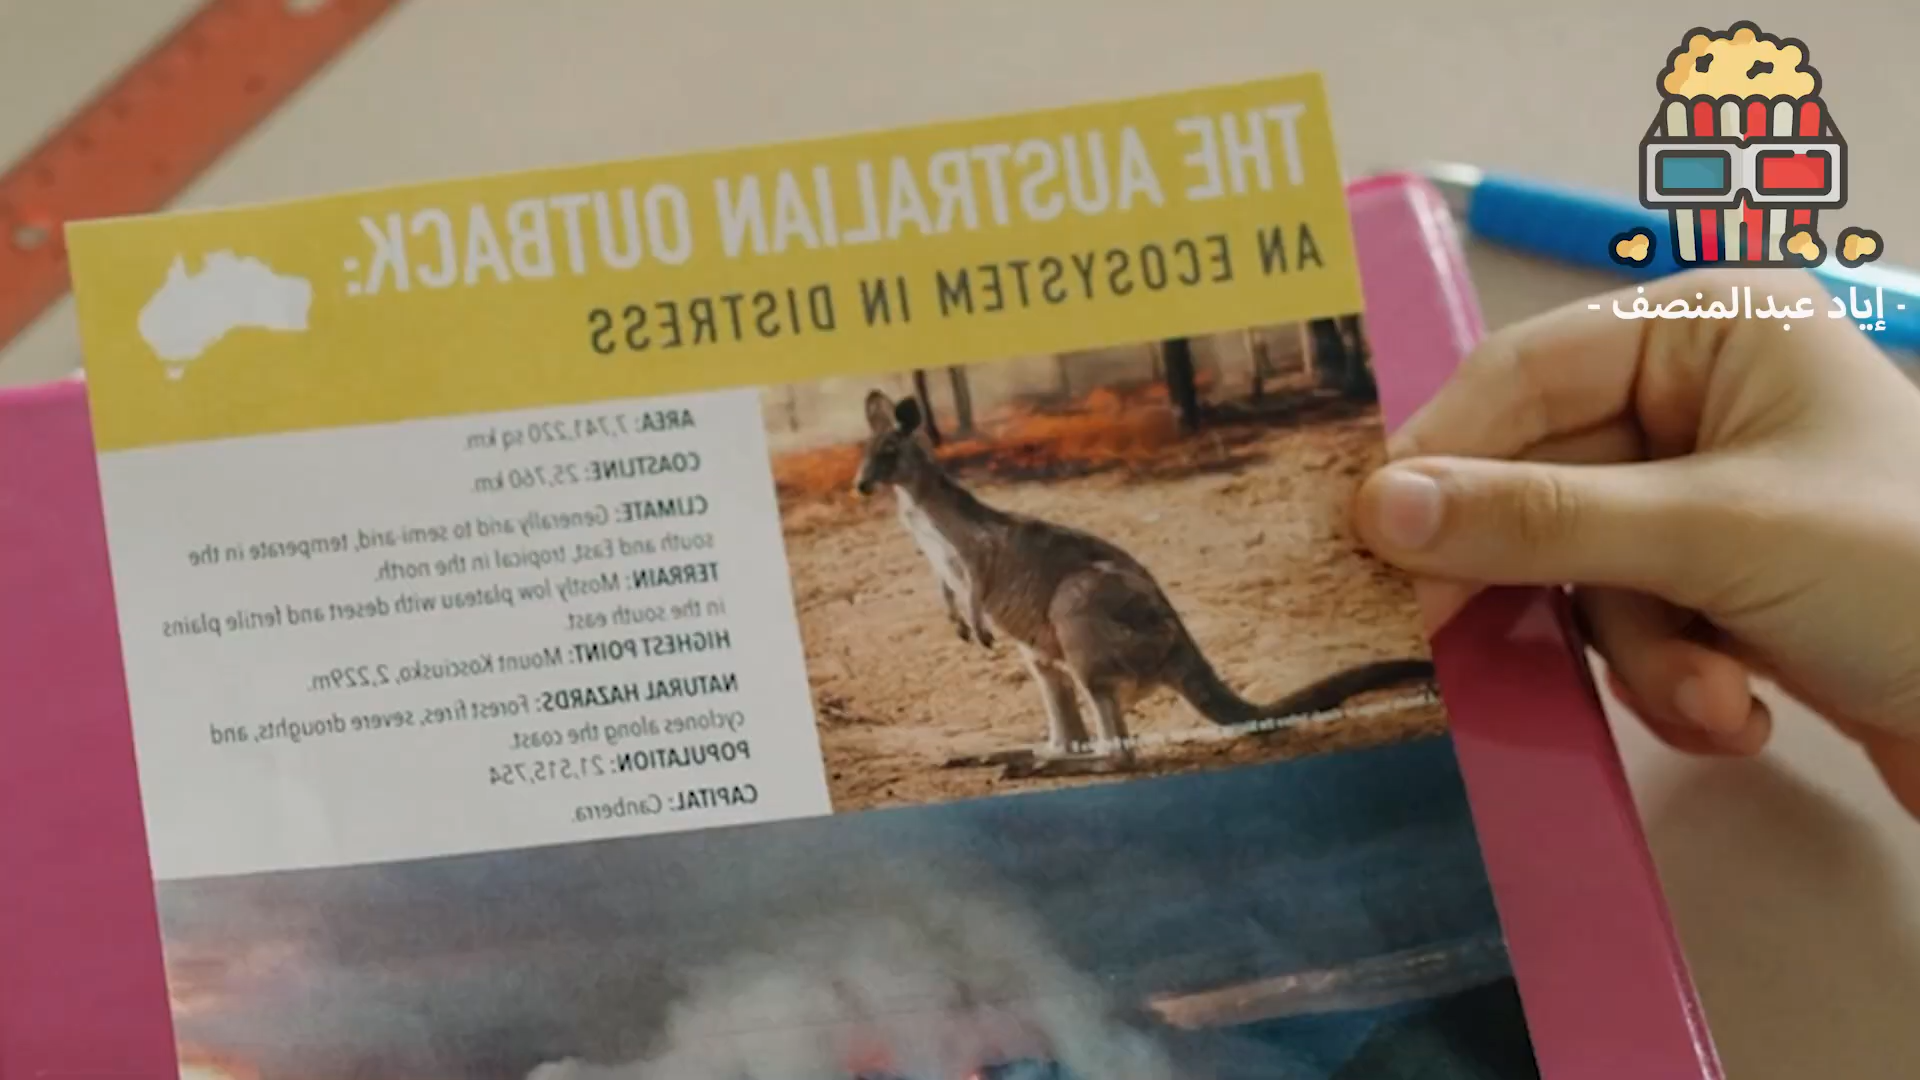 THE AUSTRALIAN OUTBACK:
AN ECOSYSTEM IN DISTRESS
AREA: 7,741,220 sq km.
COASTLINE: 25,760 km.
CLIMATE: Generally arid to semi-arid, temperate in the
south and East, tropical in the north.
TERRAIN: Mostly low plateau with desert and fertile plains
in the south east.
HIGHEST POINT: Mount Kosciusko, 2,229m.
NATURAL HAZARDS: Forest fires, severe droughts, and
cyclones along the coast.
POPULATION: 21,515,754
CAPITAL: Canberra.
- إياد عبدالمنصف -